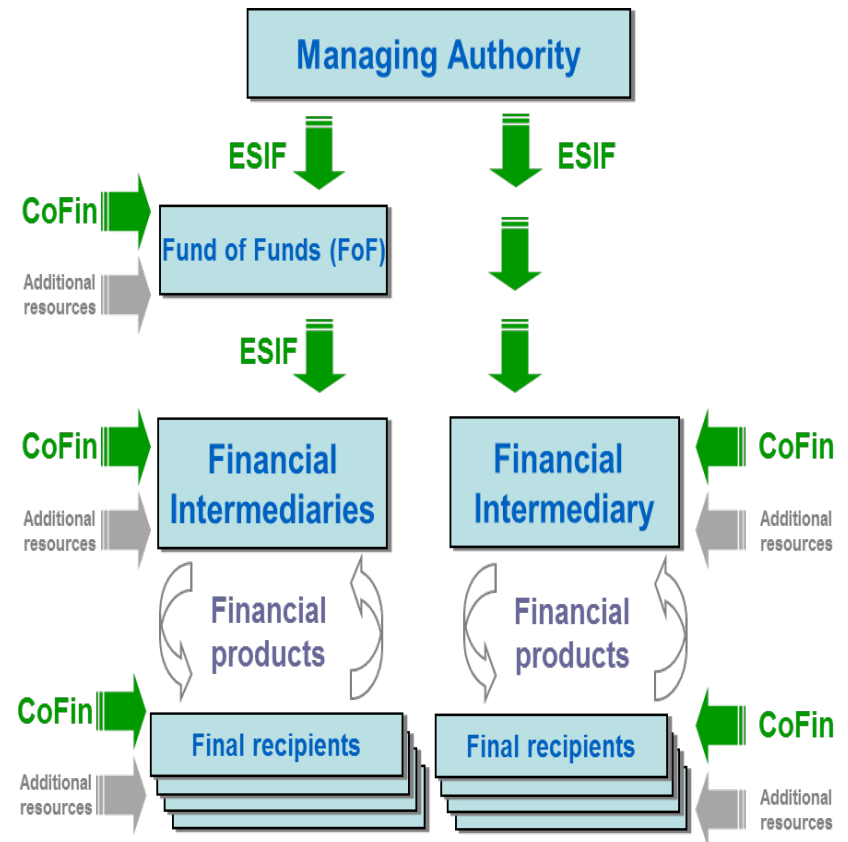 Managing Authority
ESIF
ESIF
CoFin
Fund of Funds (FoF)
Additional
resources
ESIF
CoFin
Financial
Intermediaries
Additional
resources
Financial
Intermediary
CoFin
Additional
resources
Financial
products
Financial
products
CoFin
Final recipients
Additional
resources
Final recipients
CoFin
Additional
resources